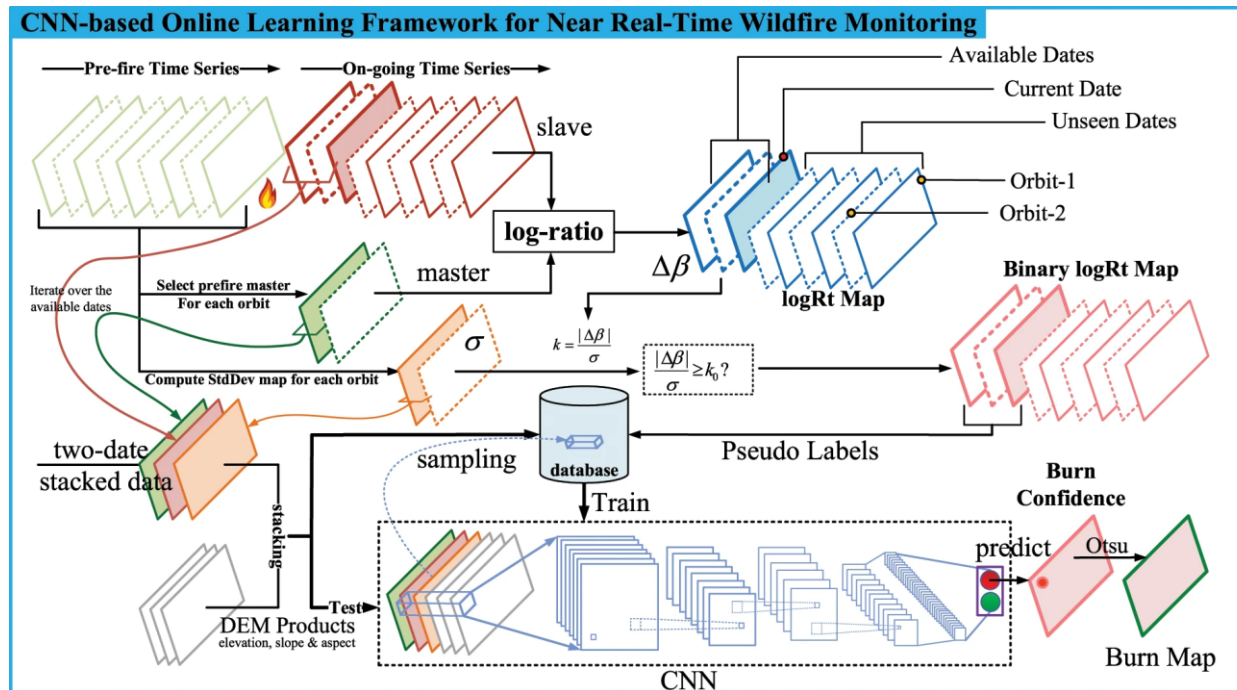 CNN-based Online Learning Framework for Near Real-Time Wildfire Monitoring
Pre-fire Time Series
On-going Time Series
slave
Available Dates
Current Date
Unseen Dates
Orbit-1
Orbit-2
log-ratio
Δβ
logRt Map
Binary logRt Map
Iterate over the
available dates
Select prefire master
For each orbit
master
σ
Compute StdDev map for each orbit
k = |Δβ| / σ
|Δβ| / σ ≥ k₀?
two-date
stacked data
stacking
sampling
database
Pseudo Labels
Train
Burn
Confidence
predict
Otsu
Test
DEM Products
elevation, slope & aspect
CNN
Burn Map